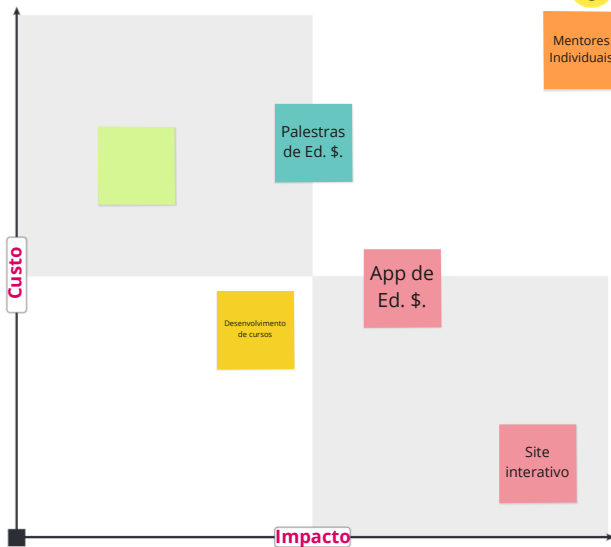 Mentores
Individuais
Palestras
de Ed. $.
App de
Ed. $.
Custo
Desenvolvimento
de cursos
Site
interativo
Impacto